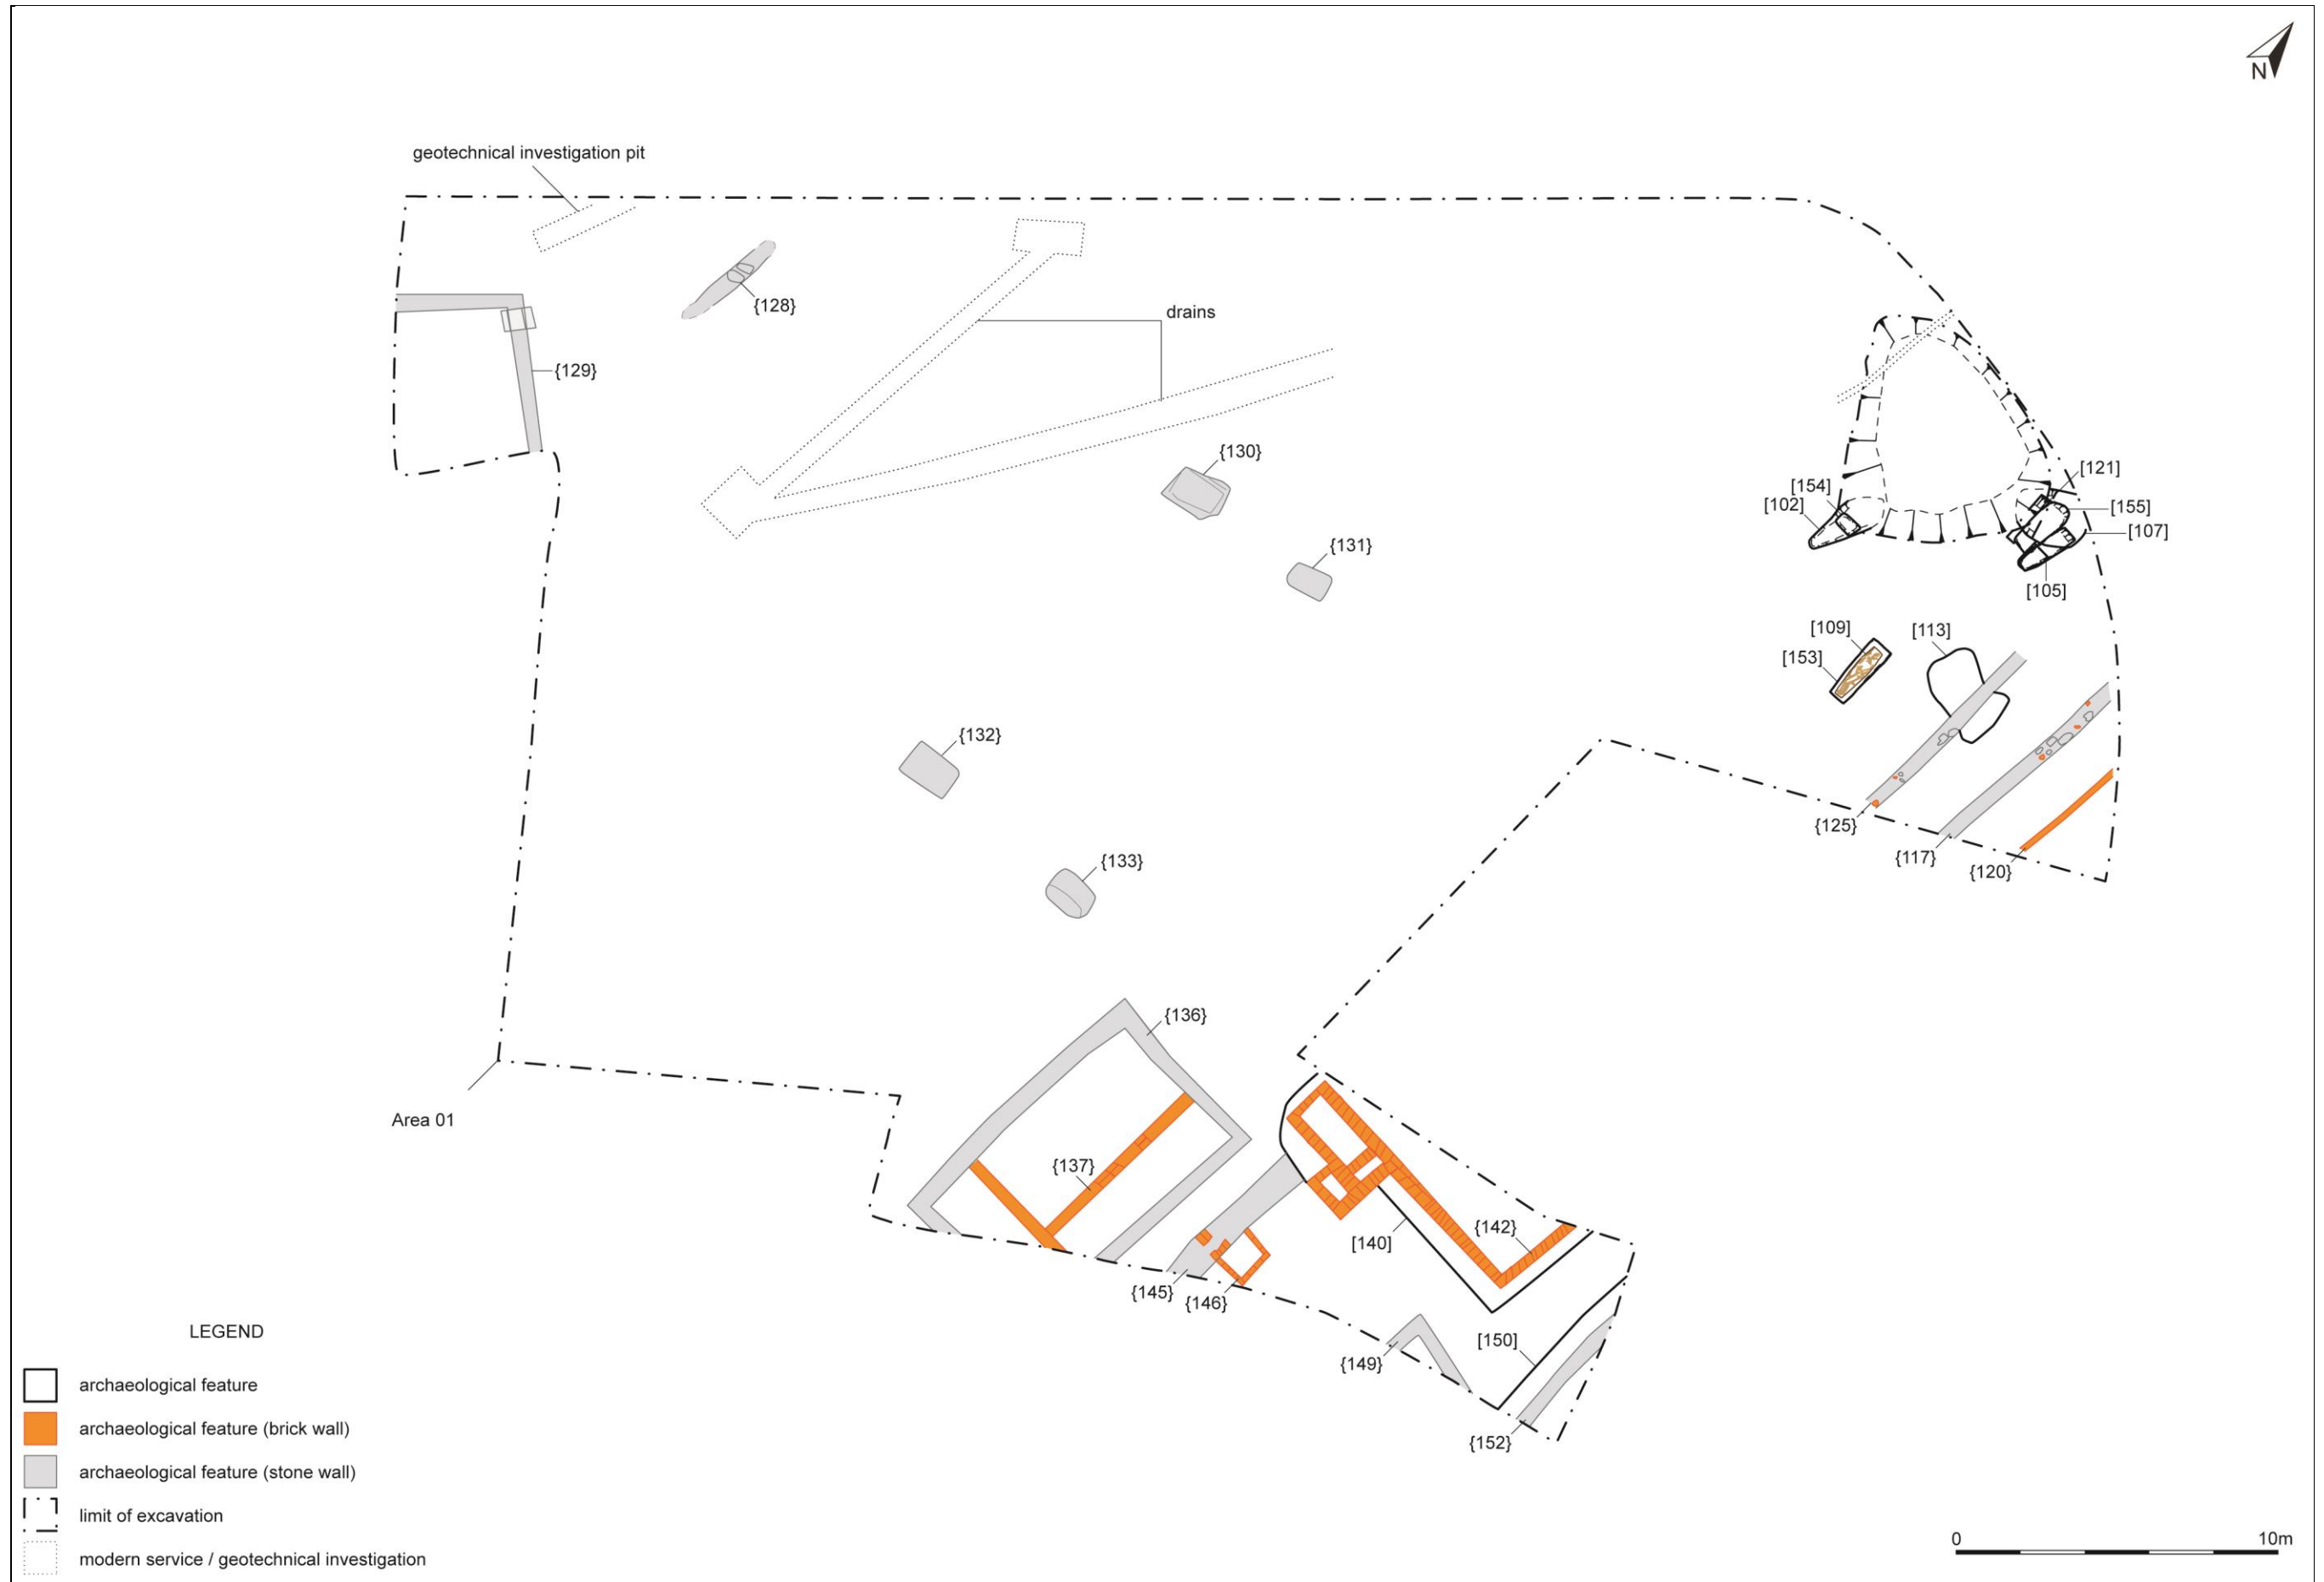 N
geotechnical investigation pit
{128}
drains
{129}
{130}
[121]
[154]
[102]
[155]
[107]
{131}
[105]
[109]
[113]
[153]
{132}
{125}
{117}
{133}
{120}
{136}
Area 01
{137}
{142}
[140]
{145}
{146}
[150]
{149}
{152}
LEGEND
archaeological feature
archaeological feature (brick wall)
archaeological feature (stone wall)
limit of excavation
modern service / geotechnical investigation
0 10m